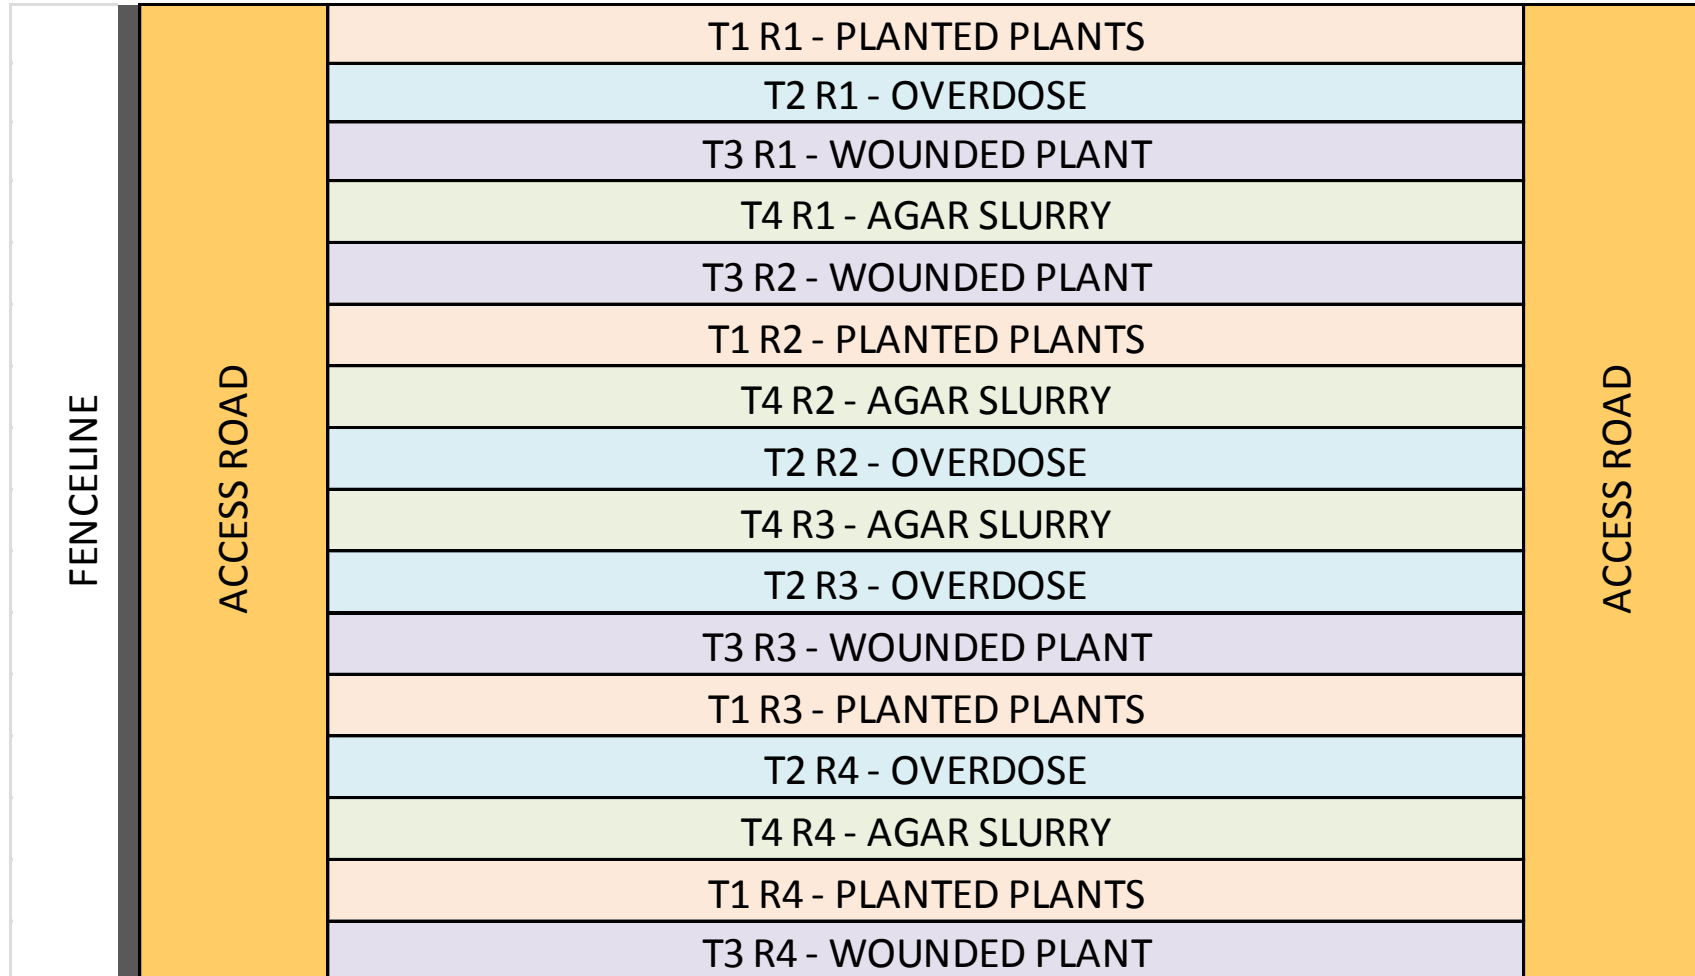 FENCELINE
ACCESS ROAD
T1 R1 - PLANTED PLANTS
T2 R1 - OVERDOSE
T3 R1 - WOUNDED PLANT
T4 R1 - AGAR SLURRY
T3 R2 - WOUNDED PLANT
T1 R2 - PLANTED PLANTS
T4 R2 - AGAR SLURRY
T2 R2 - OVERDOSE
T4 R3 - AGAR SLURRY
T2 R3 - OVERDOSE
T3 R3 - WOUNDED PLANT
T1 R3 - PLANTED PLANTS
T2 R4 - OVERDOSE
T4 R4 - AGAR SLURRY
T1 R4 - PLANTED PLANTS
T3 R4 - WOUNDED PLANT
ACCESS ROAD